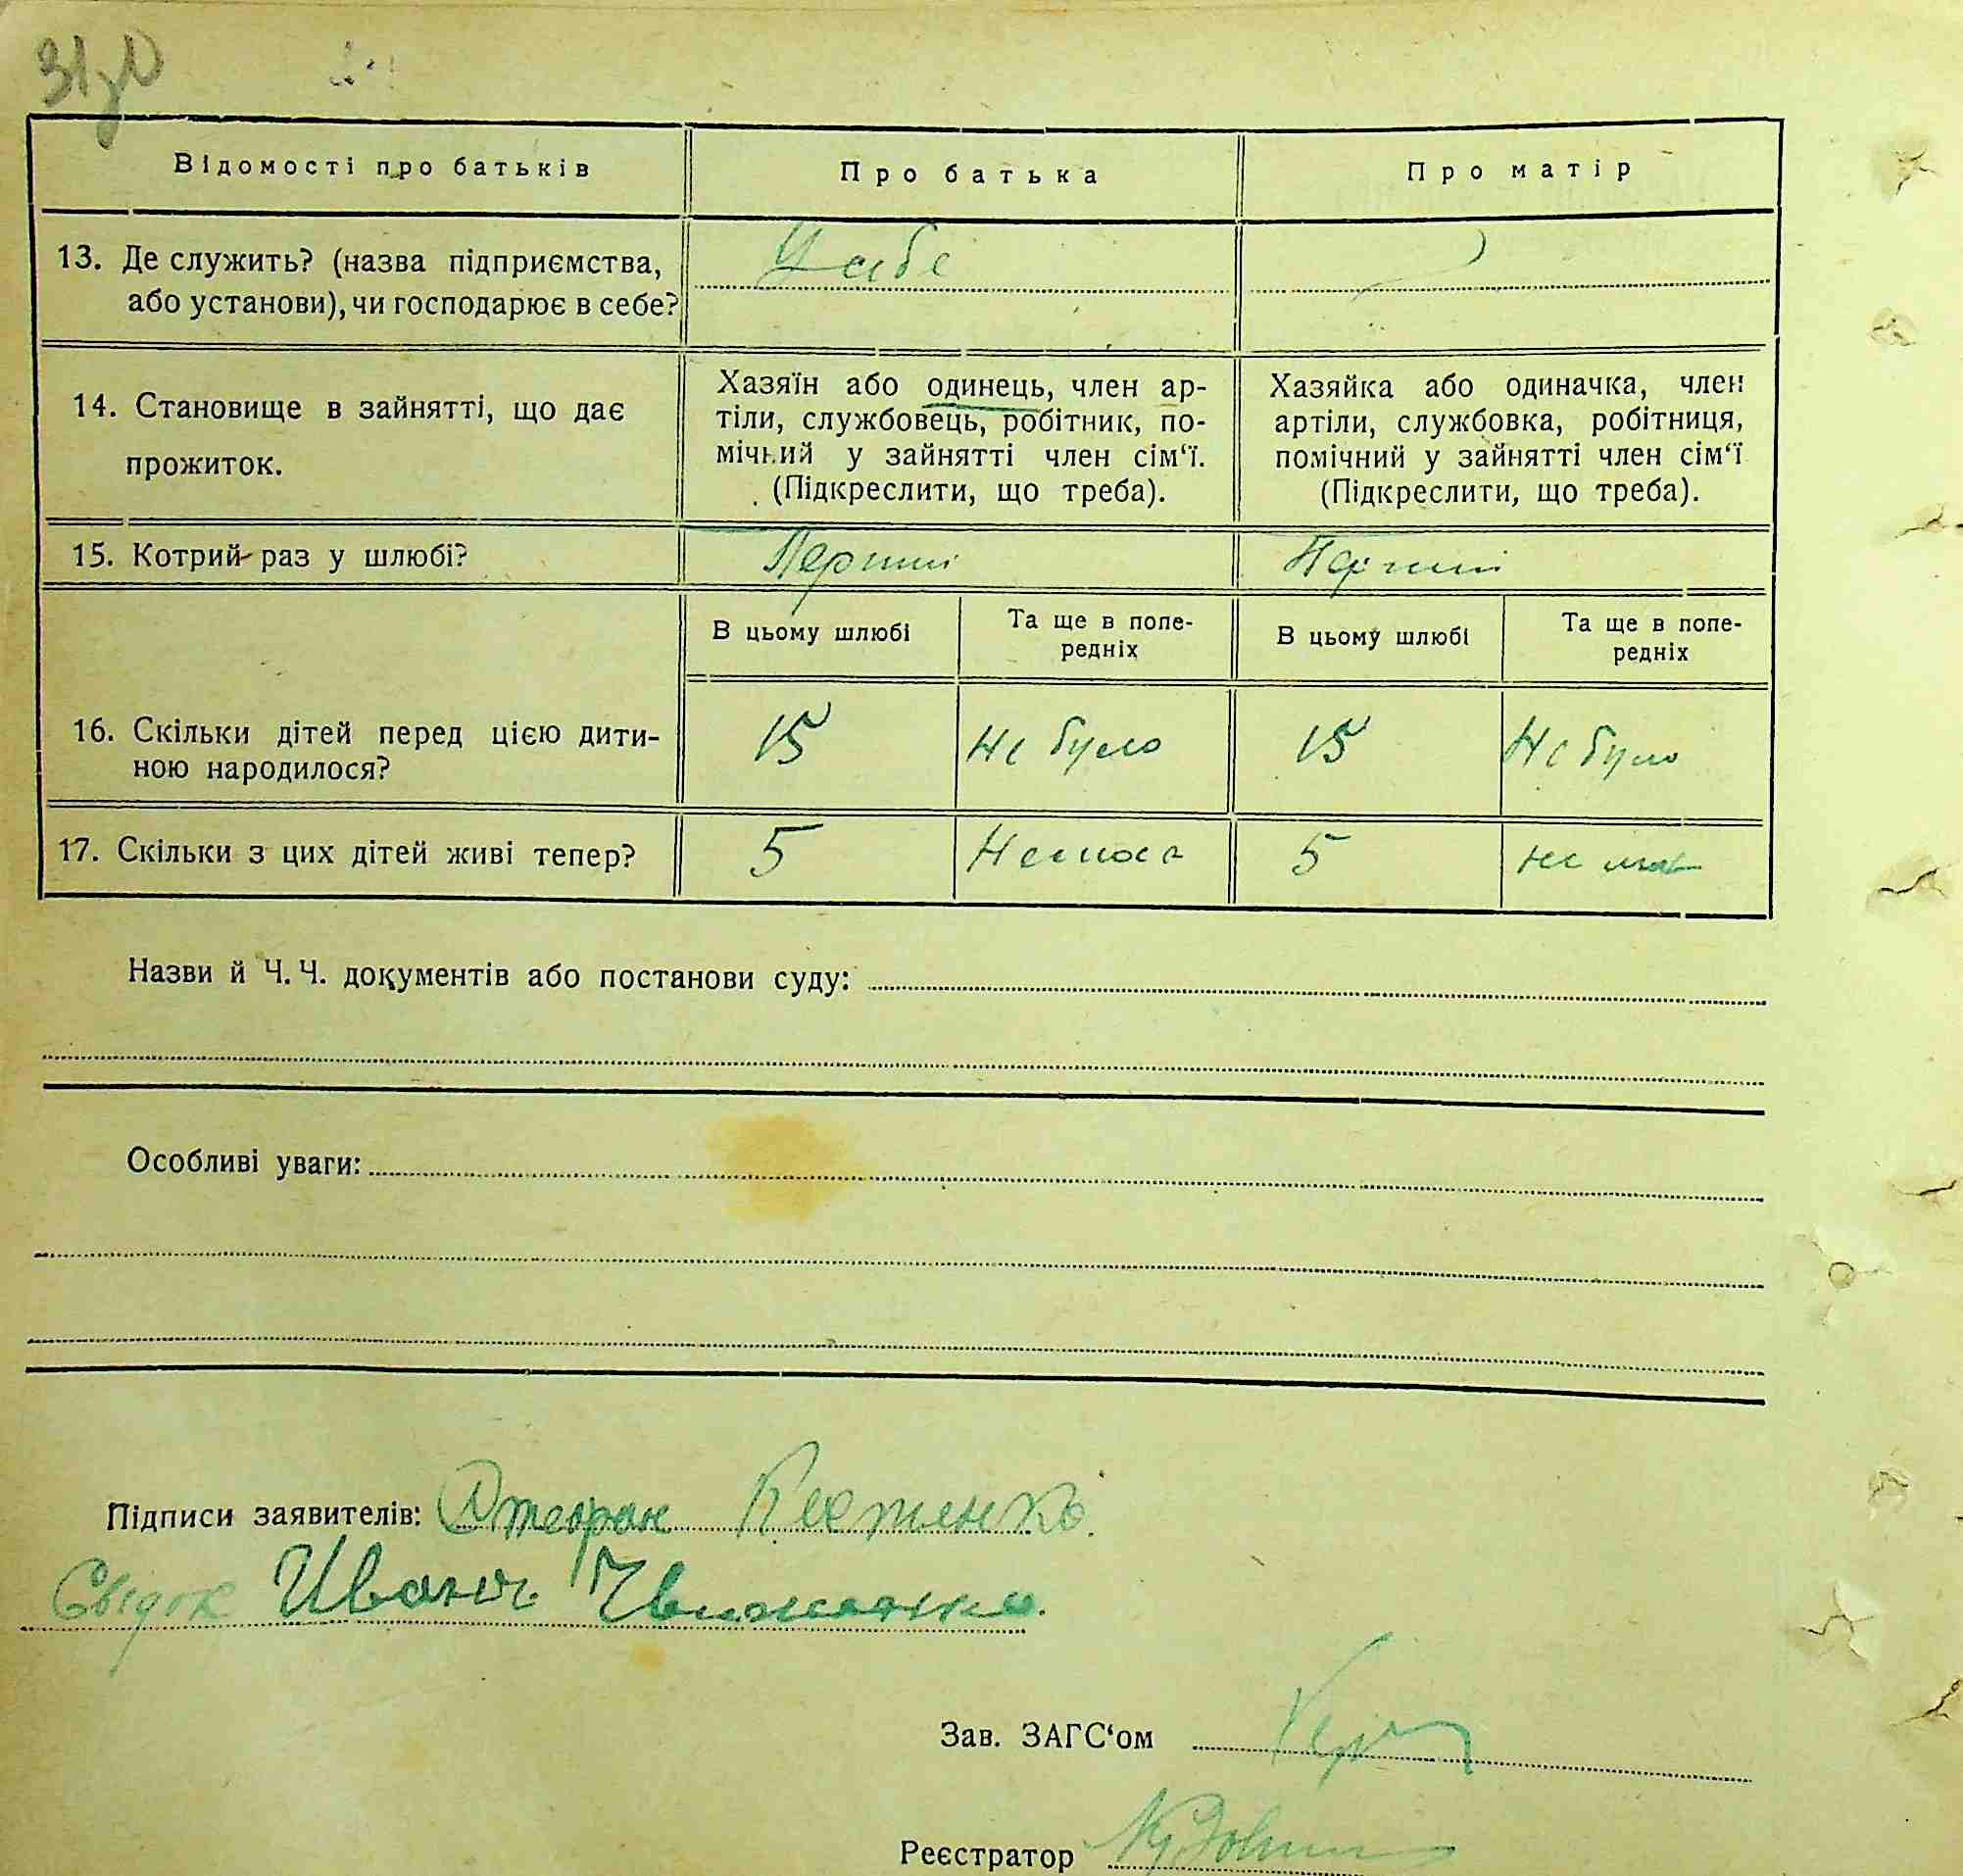 31
Відомості про батьків
Про батька
Про матір
13. Де служить? (назва підприємства,
або установи), чи господарює в себе?
У себе
14. Становище в зайнятті, що дає
прожиток.
Хазяїн або одинець, член ар-
тіли, службовець, робітник, по-
мічний у зайнятті член сім‘ї.
(Підкреслити, що треба).
Хазяйка або одиначка, член
артіли, службовка, робітниця,
помічний у зайнятті член сім‘ї
(Підкреслити, що треба).
15. Котрий раз у шлюбі?
Перший
Перший
В цьому шлюбі
Та ще в попе-
редніх
В цьому шлюбі
Та ще в попе-
редніх
16. Скільки дітей перед цією дити-
ною народилося?
15
Не було
15
Не було
17. Скільки з цих дітей живі тепер?
5
5
Назви й Ч. Ч. документів або постанови суду:
Особливі уваги:
Підписи заявителів:
Свідок Иванъ
Зав. ЗАГС‘ом
Реєстратор